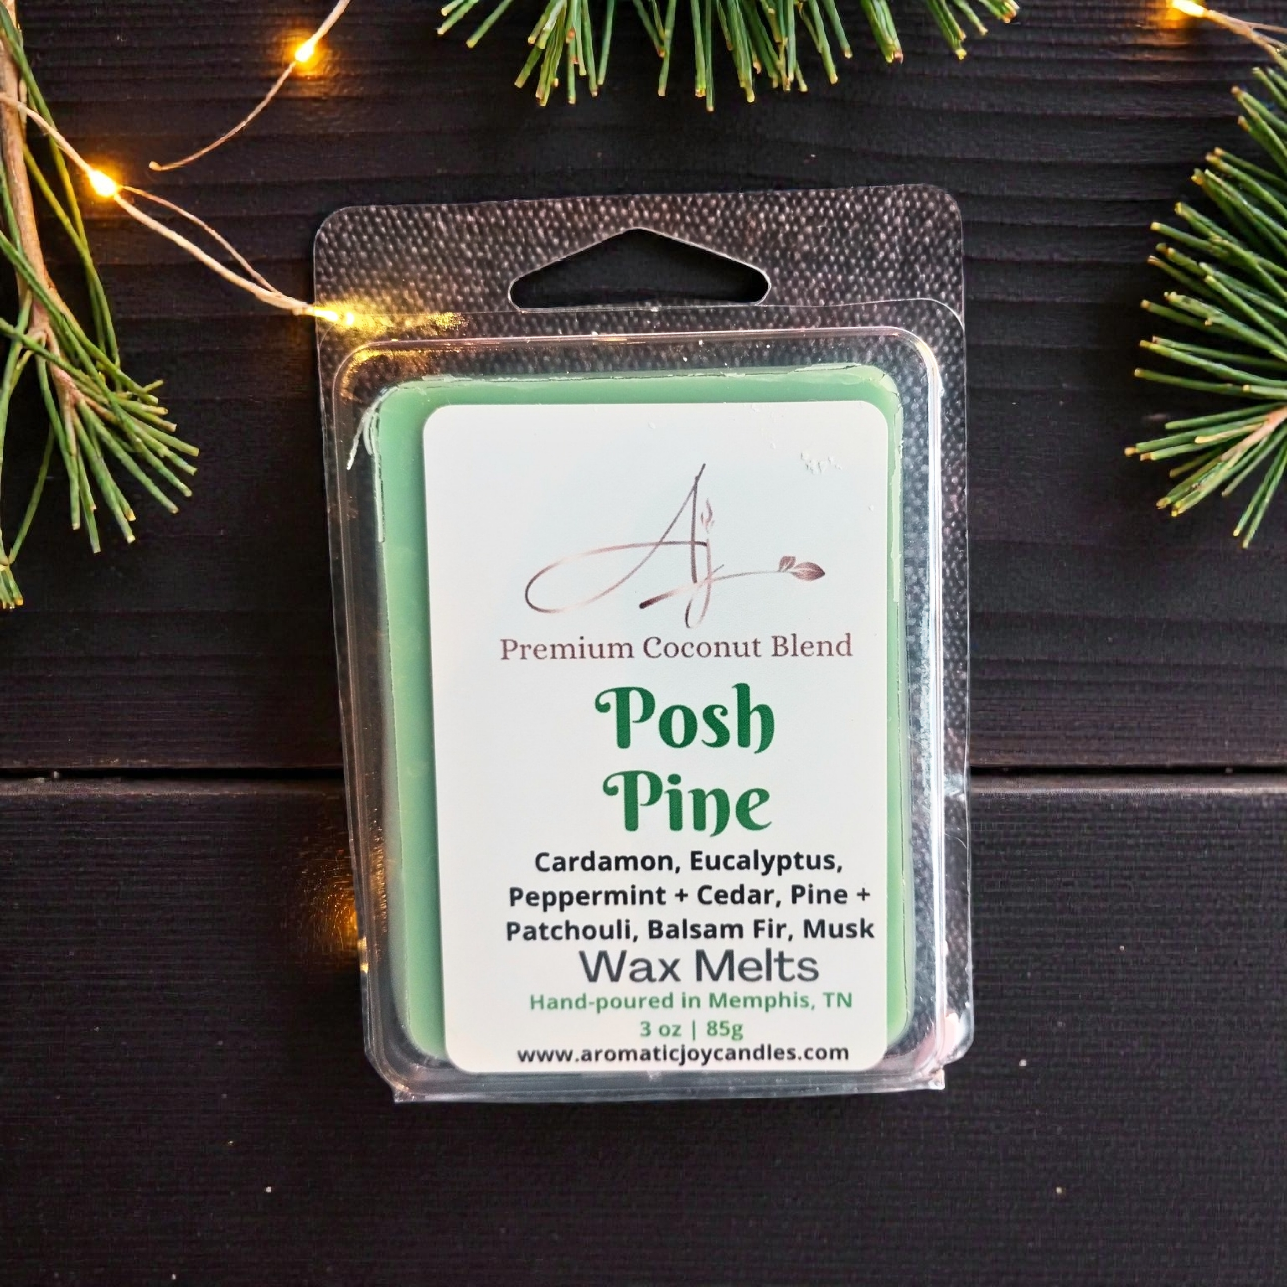 Aj
Premium Coconut Blend
Posh
Pine
Cardamon, Eucalyptus,
Peppermint + Cedar, Pine +
Patchouli, Balsam Fir, Musk
Wax Melts
Hand-poured in Memphis, TN
3 oz | 85g
www.aromaticjoycandles.com